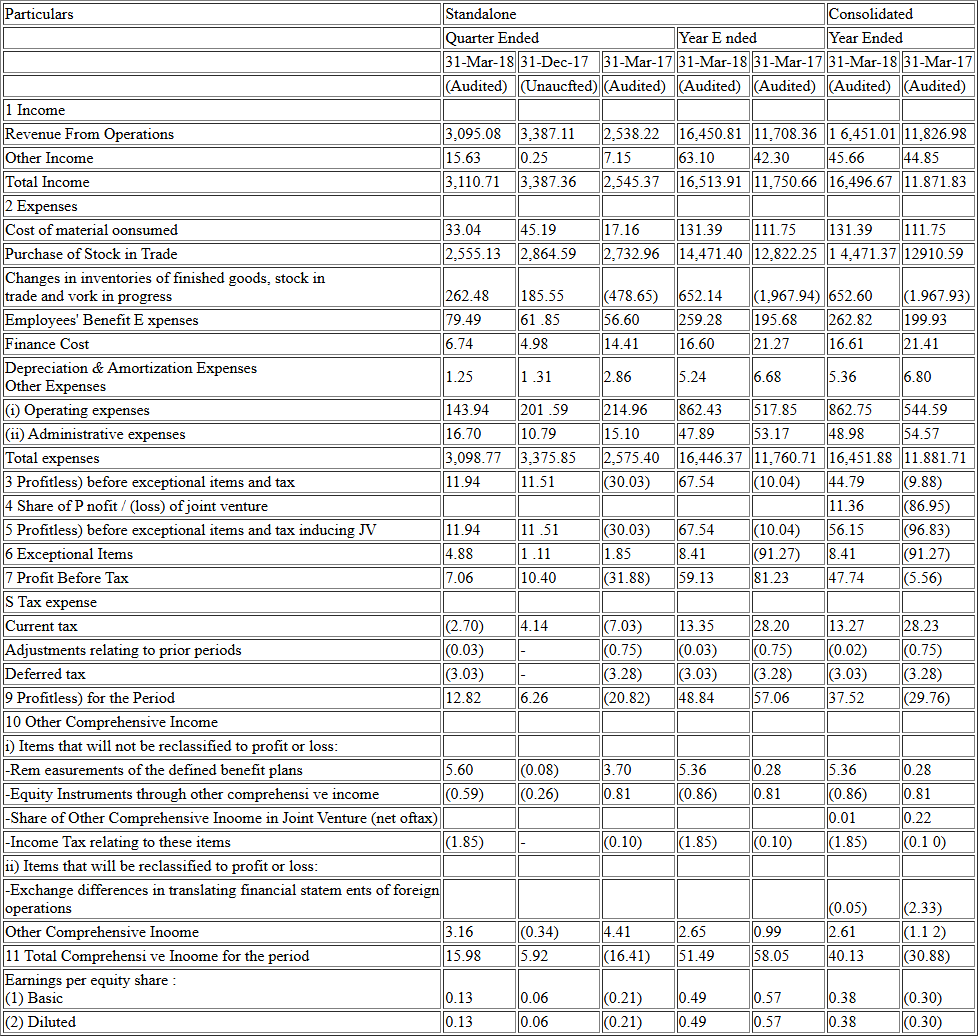 Particulars Standalone Consolidated
Quarter Ended Year E nded Year Ended
31-Mar-18 31-Dec-17 31-Mar-17 31-Mar-18 31-Mar-17 31-Mar-18 31-Mar-17
(Audited) (Unaucfted) (Audited) (Audited) (Audited) (Audited) (Audited)
1 Income
Revenue From Operations 3,095.08 3,387.11 2,538.22 16,450.81 11,708.36 1 6,451.01 11,826.98
Other Income 15.63 0.25 7.15 63.10 42.30 45.66 44.85
Total Income 3,110.71 3,387.36 2,545.37 16,513.91 11,750.66 16,496.67 11.871.83
2 Expenses
Cost of material oonsumed 33.04 45.19 17.16 131.39 111.75 131.39 111.75
Purchase of Stock in Trade 2,555.13 2,864.59 2,732.96 14,471.40 12,822.25 1 4,471.37 12910.59
Changes in inventories of finished goods, stock in
trade and vork in progress 262.48 185.55 (478.65) 652.14 (1,967.94) 652.60 (1.967.93)
Employees' Benefit E xpenses 79.49 61 .85 56.60 259.28 195.68 262.82 199.93
Finance Cost 6.74 4.98 14.41 16.60 21.27 16.61 21.41
Depreciation & Amortization Expenses
Other Expenses 1.25 1 .31 2.86 5.24 6.68 5.36 6.80
(i) Operating expenses 143.94 201 .59 214.96 862.43 517.85 862.75 544.59
(ii) Administrative expenses 16.70 10.79 15.10 47.89 53.17 48.98 54.57
Total expenses 3,098.77 3,375.85 2,575.40 16,446.37 11,760.71 16,451.88 11.881.71
3 Profitless) before exceptional items and tax 11.94 11.51 (30.03) 67.54 (10.04) 44.79 (9.88)
4 Share of P nofit / (loss) of joint venture 11.36 (86.95)
5 Profitless) before exceptional items and tax inducing JV 11.94 11 .51 (30.03) 67.54 (10.04) 56.15 (96.83)
6 Exceptional Items 4.88 1 .11 1.85 8.41 (91.27) 8.41 (91.27)
7 Profit Before Tax 7.06 10.40 (31.88) 59.13 81.23 47.74 (5.56)
S Tax expense
Current tax (2.70) 4.14 (7.03) 13.35 28.20 13.27 28.23
Adjustments relating to prior periods (0.03) - (0.75) (0.03) (0.75) (0.02) (0.75)
Deferred tax (3.03) - (3.28) (3.03) (3.28) (3.03) (3.28)
9 Profitless) for the Period 12.82 6.26 (20.82) 48.84 57.06 37.52 (29.76)
10 Other Comprehensive Income
i) Items that will not be reclassified to profit or loss:
-Rem easurements of the defined benefit plans 5.60 (0.08) 3.70 5.36 0.28 5.36 0.28
-Equity Instruments through other comprehensi ve income (0.59) (0.26) 0.81 (0.86) 0.81 (0.86) 0.81
-Share of Other Comprehensive Inoome in Joint Venture (net oftax) 0.01 0.22
-Income Tax relating to these items (1.85) - (0.10) (1.85) (0.10) (1.85) (0.1 0)
ii) Items that will be reclassified to profit or loss:
-Exchange differences in translating financial statem ents of foreign
operations (0.05) (2.33)
Other Comprehensive Inoome 3.16 (0.34) 4.41 2.65 0.99 2.61 (1.1 2)
11 Total Comprehensi ve Inoome for the period 15.98 5.92 (16.41) 51.49 58.05 40.13 (30.88)
Earnings per equity share :
(1) Basic 0.13 0.06 (0.21) 0.49 0.57 0.38 (0.30)
(2) Diluted 0.13 0.06 (0.21) 0.49 0.57 0.38 (0.30)